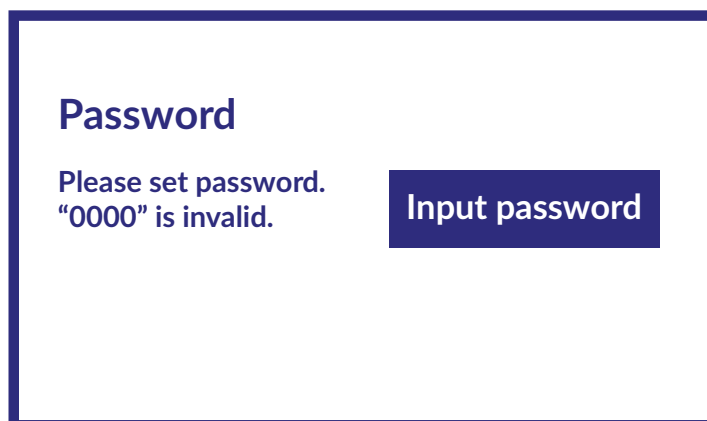 Password
Please set password.
“0000” is invalid.
Input password